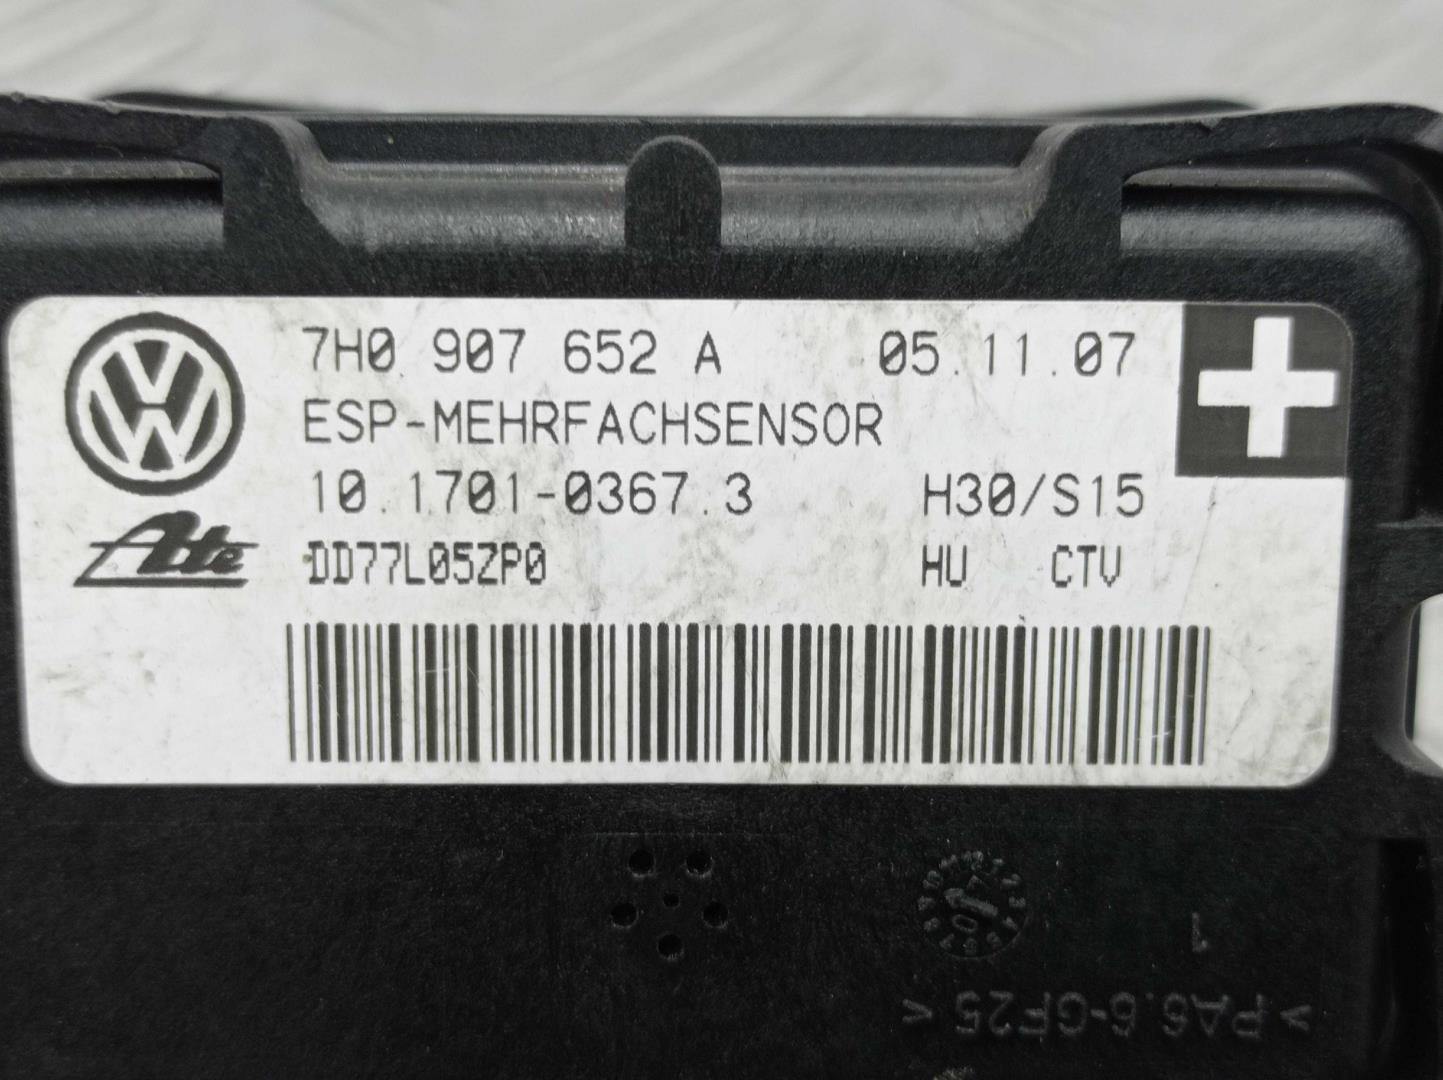 7H0 907 652 A 05.11.07
ESP-MEHRFACHSENSOR
10.1701-0367.3 H30/S15
Ate DD77L05ZP0 HU CTV
1
>PA6.6-GF25<